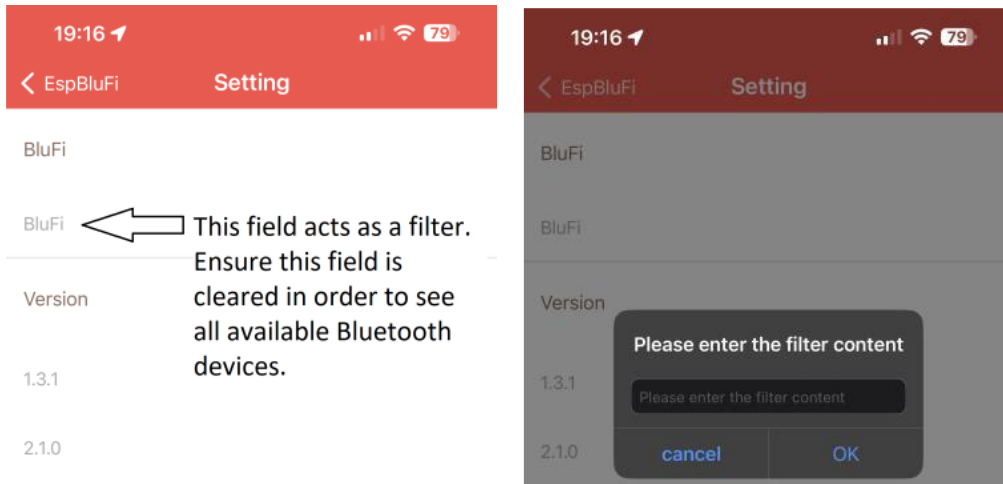 19:16
79
EspBluFi
Setting
BluFi
BluFi
This field acts as a filter.
Ensure this field is
cleared in order to see
all available Bluetooth
devices.
Version
1.3.1
2.1.0
19:16
79
EspBluFi
Setting
BluFi
BluFi
Version
Please enter the filter content
1.3.1
Please enter the filter content
2.1.0
cancel
OK